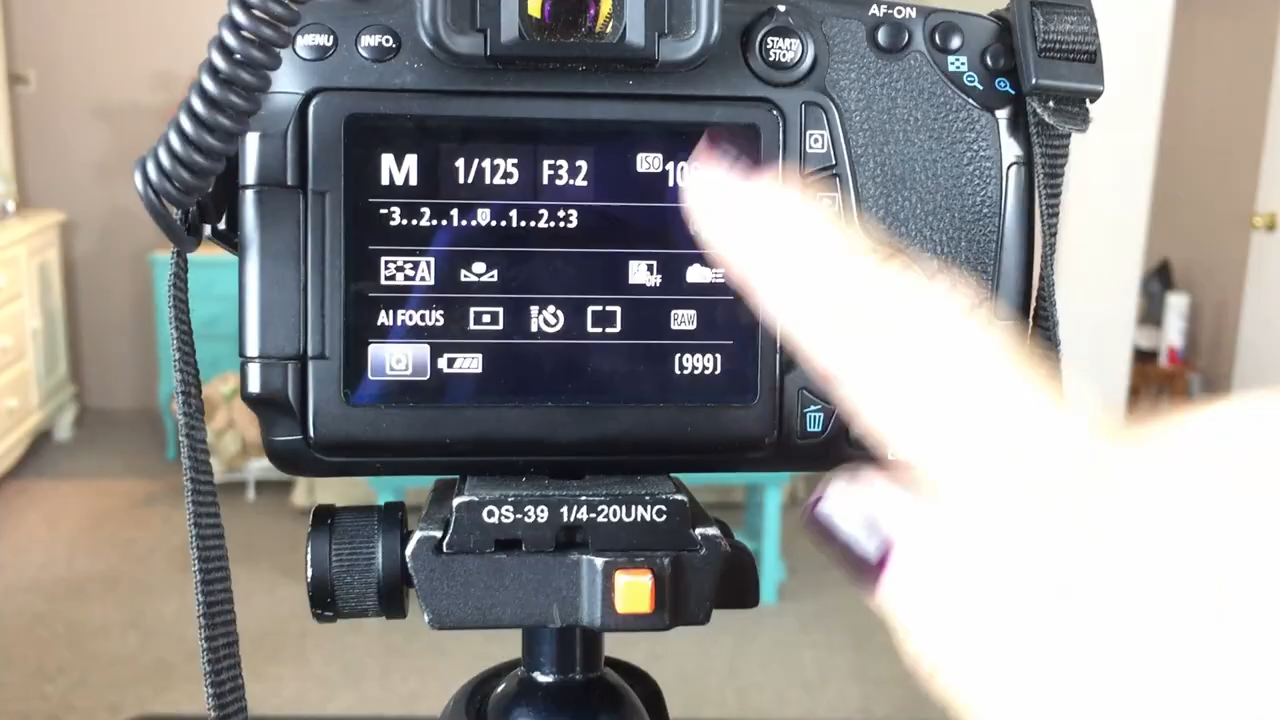 AF-ON
MENU INFO. START/ STOP
Q
M 1/125 F3.2 ISO
-3..2..1..0..1..2.:+3
A OFF
AI FOCUS RAW
Q [999]
QS-39 1/4-20UNC